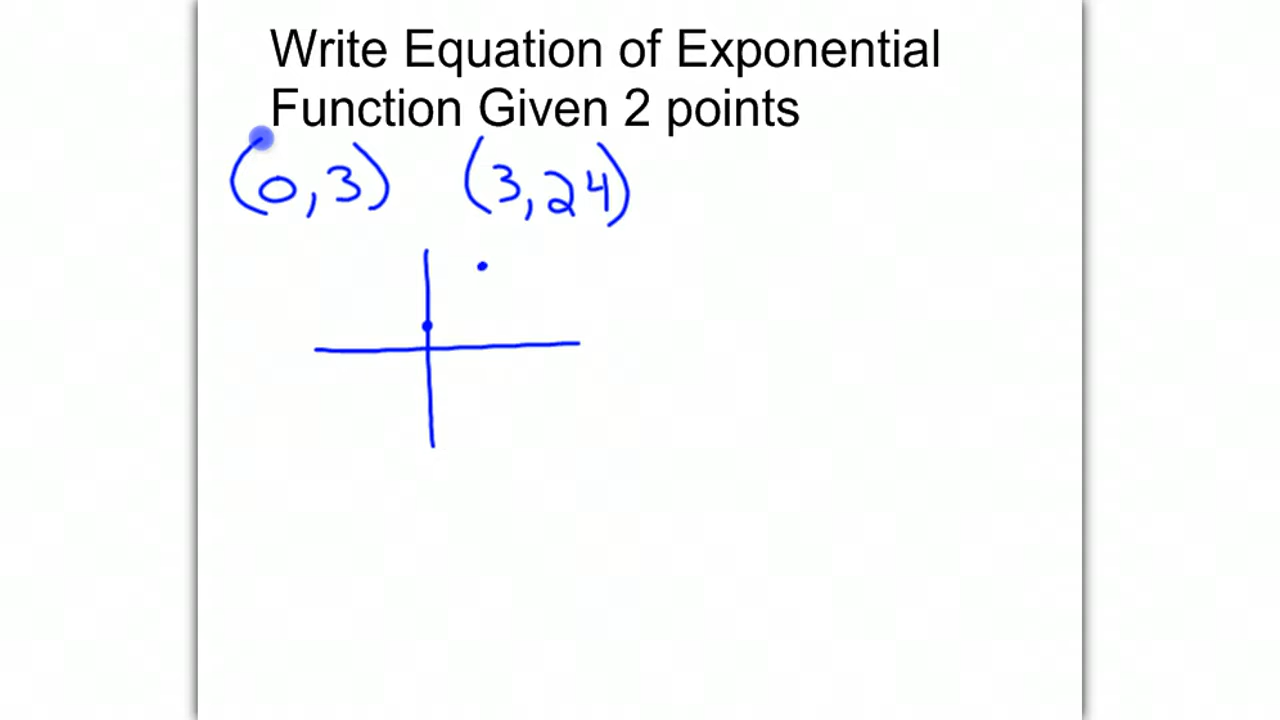 Write Equation of Exponential
Function Given 2 points
(0,3) (3,24)